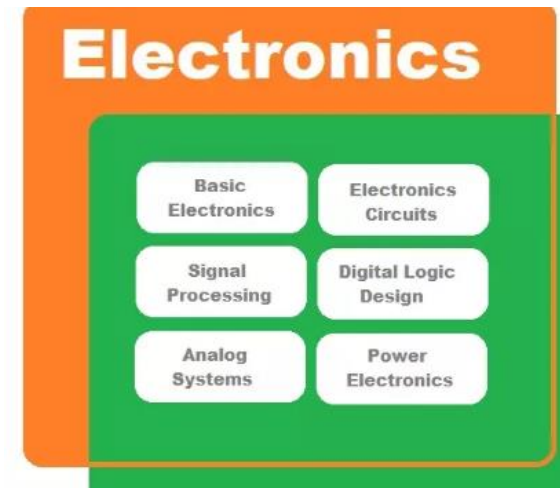 Electronics
Basic
Electronics
Electronics
Circuits
Signal
Processing
Digital Logic
Design
Analog
Systems
Power
Electronics